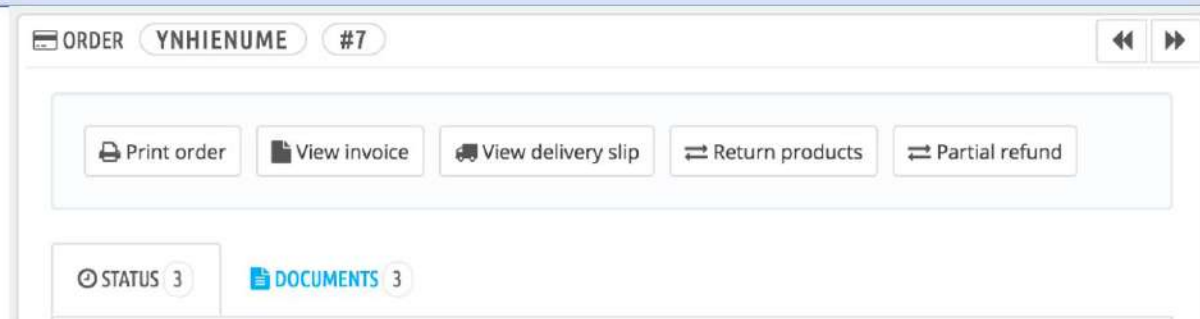 ORDER YNHIENUME #7
Print order View invoice View delivery slip Return products Partial refund
STATUS 3 DOCUMENTS 3